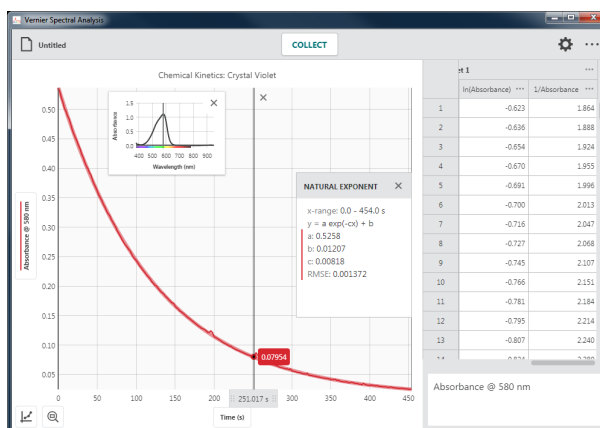 Vernier Spectral Analysis
Untitled
COLLECT
Chemical Kinetics: Crystal Violet
Absorbance @ 580 nm
0.50
0.45
0.40
0.35
0.30
0.25
0.20
0.15
0.10
0.05
0 50 100 150 200 251.017 s 300 350 400 450
Time (s)
Absorbance
1.5
1.0
0.5
0.0
400 500 600 700 800 900
Wavelength (nm)
0.07954
NATURAL EXPONENT
x-range: 0.0 - 454.0 s
y = a exp(-cx) + b
a: 0.5258
b: 0.01207
c: 0.00818
RMSE: 0.001372
et 1
ln(Absorbance) 1/Absorbance
1 -0.623 1.864
2 -0.636 1.888
3 -0.654 1.924
4 -0.670 1.955
5 -0.691 1.996
6 -0.700 2.013
7 -0.716 2.047
8 -0.727 2.068
9 -0.745 2.107
10 -0.766 2.151
11 -0.781 2.184
12 -0.795 2.214
13 -0.807 2.240
Absorbance @ 580 nm